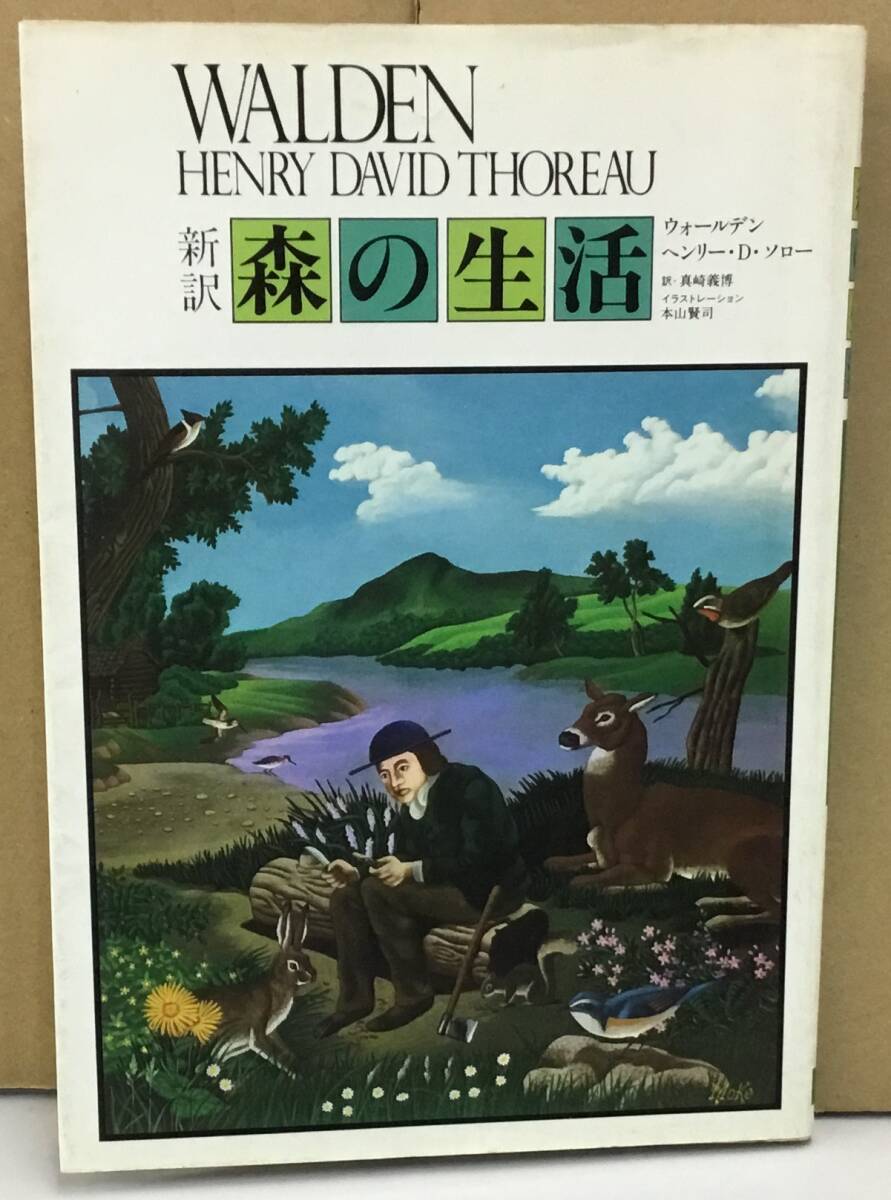 WALDEN
HENRY DAVID THOREAU
新訳
森の生活
ウォールデン
ヘンリー・D・ソロー
訳・真崎義博
イラストレーション
本山賢司